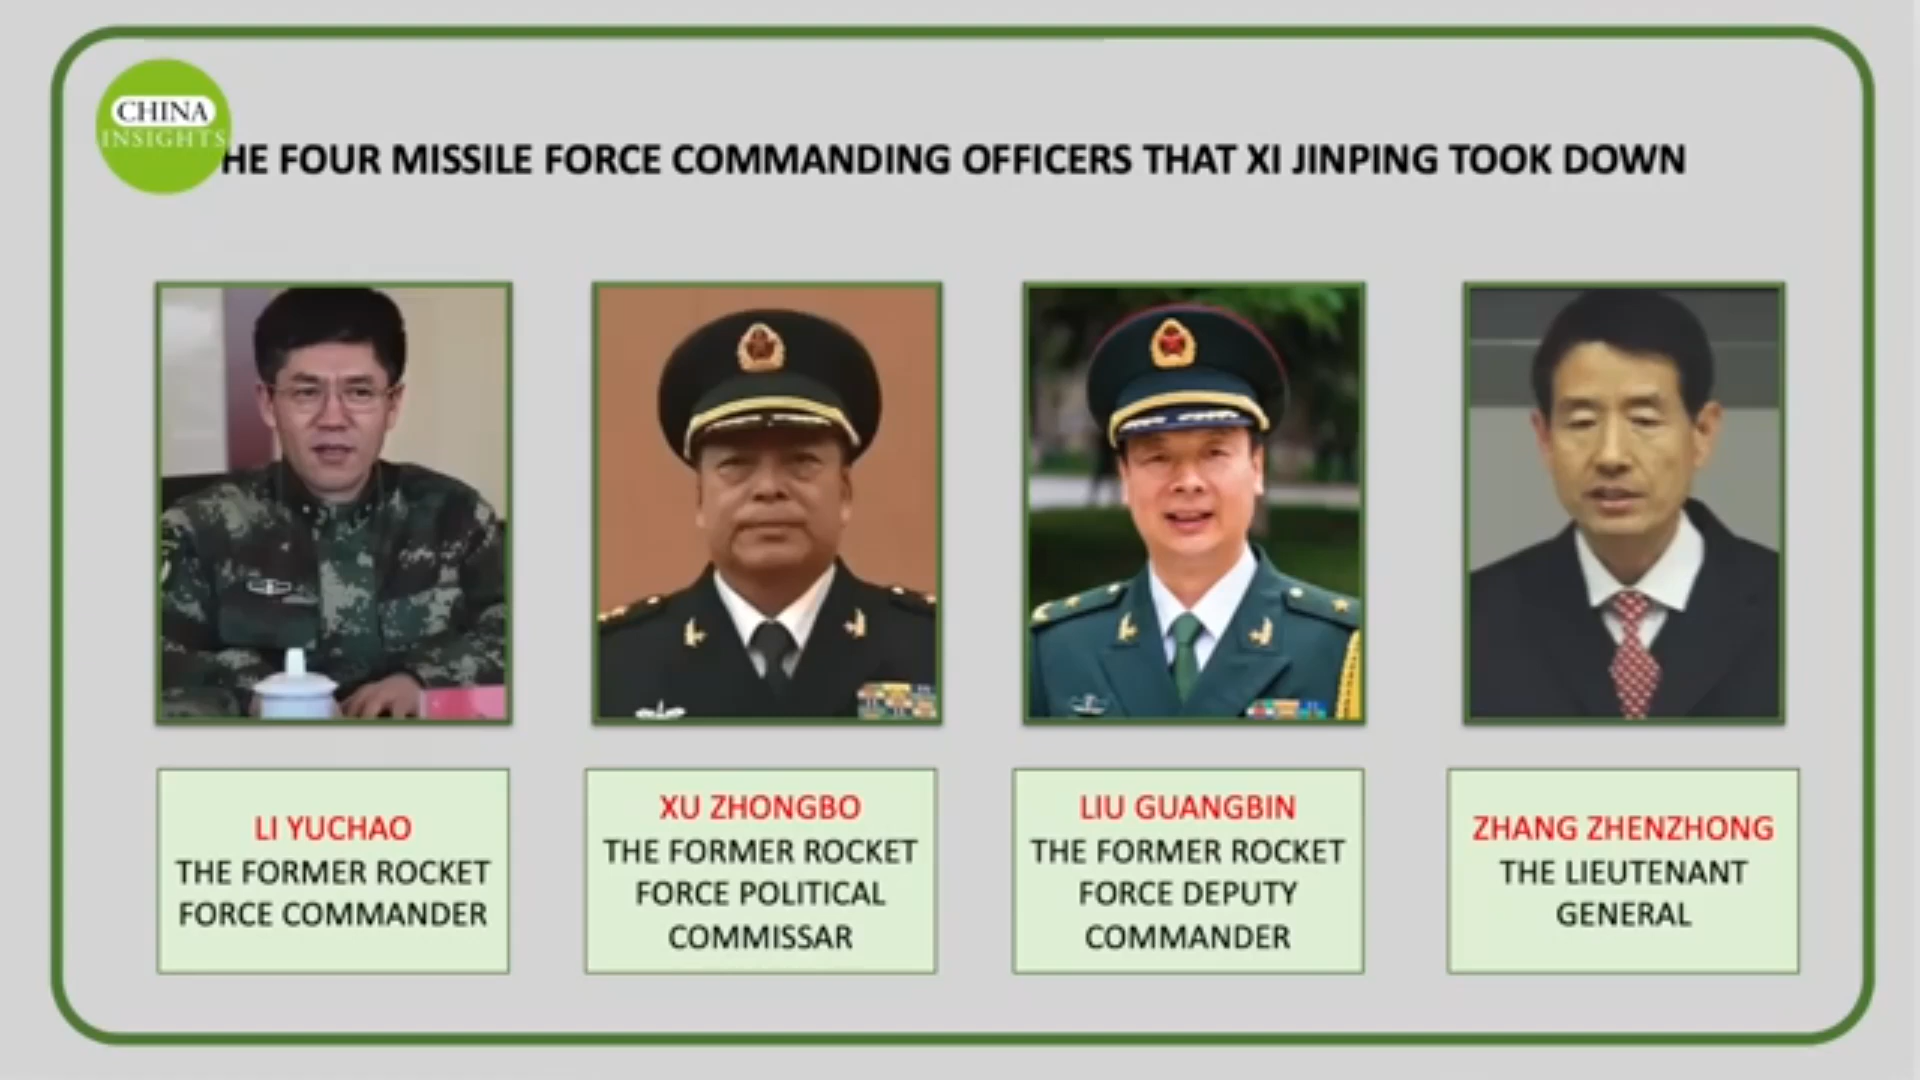 CHINA
INSIGHTS
HE FOUR MISSILE FORCE COMMANDING OFFICERS THAT XI JINPING TOOK DOWN
LI YUCHAO
THE FORMER ROCKET
FORCE COMMANDER
XU ZHONGBO
THE FORMER ROCKET
FORCE POLITICAL
COMMISSAR
LIU GUANGBIN
THE FORMER ROCKET
FORCE DEPUTY
COMMANDER
ZHANG ZHENZHONG
THE LIEUTENANT
GENERAL